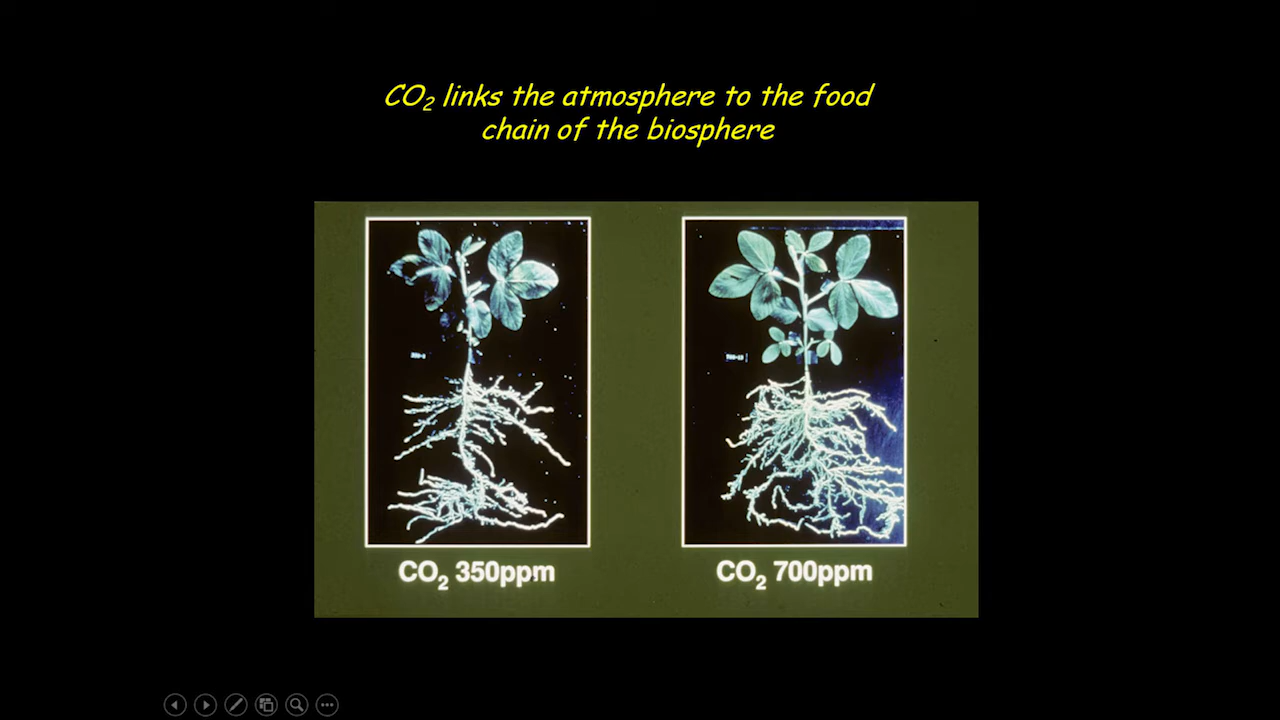 CO₂ links the atmosphere to the food
chain of the biosphere
CO₂ 350ppm
CO₂ 700ppm